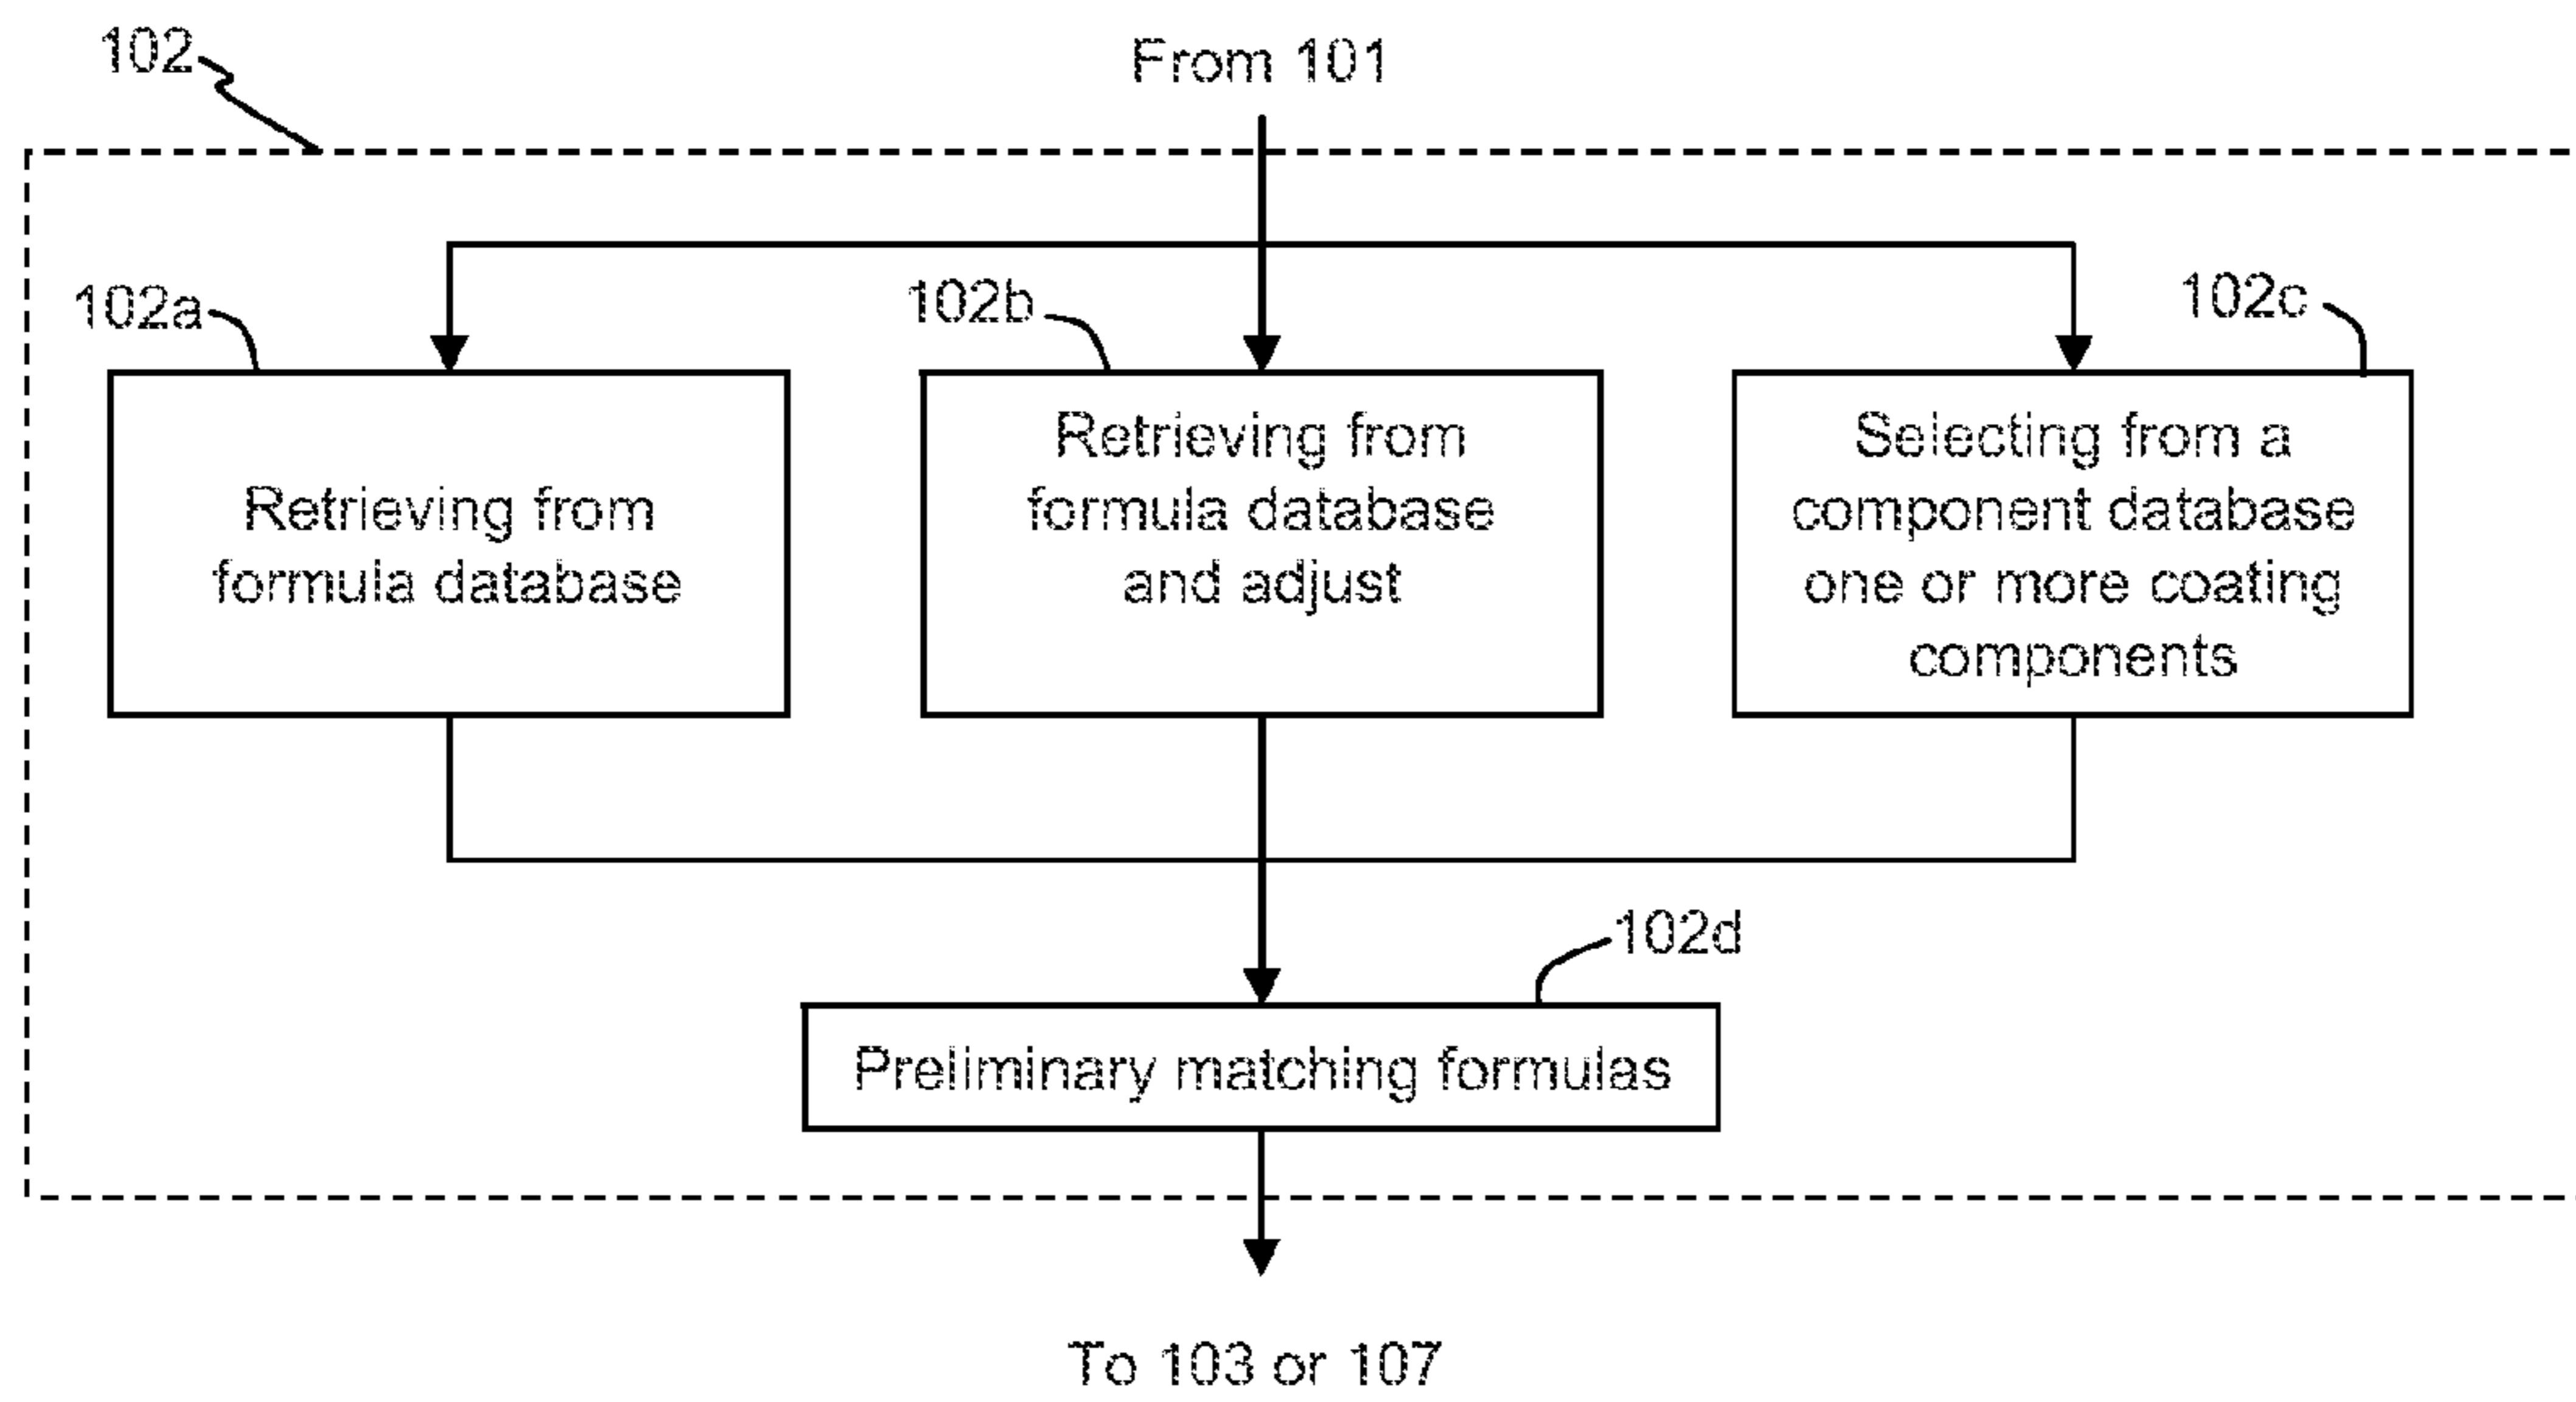 102
From 101
102a
102b
102c
Retrieving from
formula database
Retrieving from
formula database
and adjust
Selecting from a
component database
one or more coating
components
102d
Preliminary matching formulas
To 103 or 107